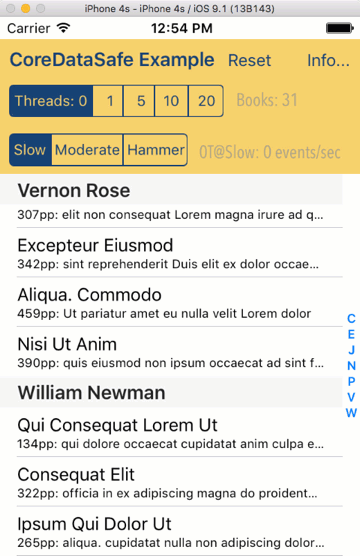 iPhone 4s - iPhone 4s / iOS 9.1 (13B143)
Carrier 12:54 PM
CoreDataSafe Example Reset Info...
Threads: 0 1 5 10 20 Books: 31
Slow Moderate Hammer 0T@Slow: 0 events/sec
Vernon Rose
307pp: elit non consequat Lorem magna irure ad q...
Excepteur Eiusmod
342pp: sint reprehenderit Duis elit ex dolor occae...
Aliqua. Commodo
459pp: Ut pariatur amet eu nulla velit Lorem dolor
Nisi Ut Anim
390pp: quis eiusmod non ipsum occaecat ad sint f...
William Newman
Qui Consequat Lorem Ut
134pp: qui dolore occaecat cupidatat anim culpa e...
Consequat Elit
322pp: officia in ex adipiscing magna do proident...
Ipsum Qui Dolor Ut
265pp: aliqua. cupidatat nulla non adipiscing dolor...
C
E
J
N
P
V
W